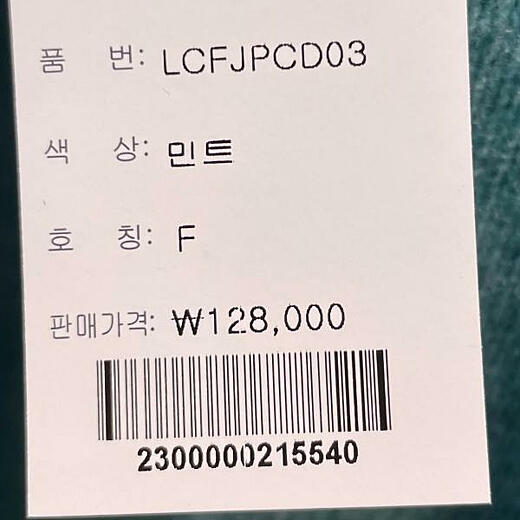 품 번: LCFJPCD03
색 상: 민트
호 칭: F
판매가격: ₩128,000
2300000215540